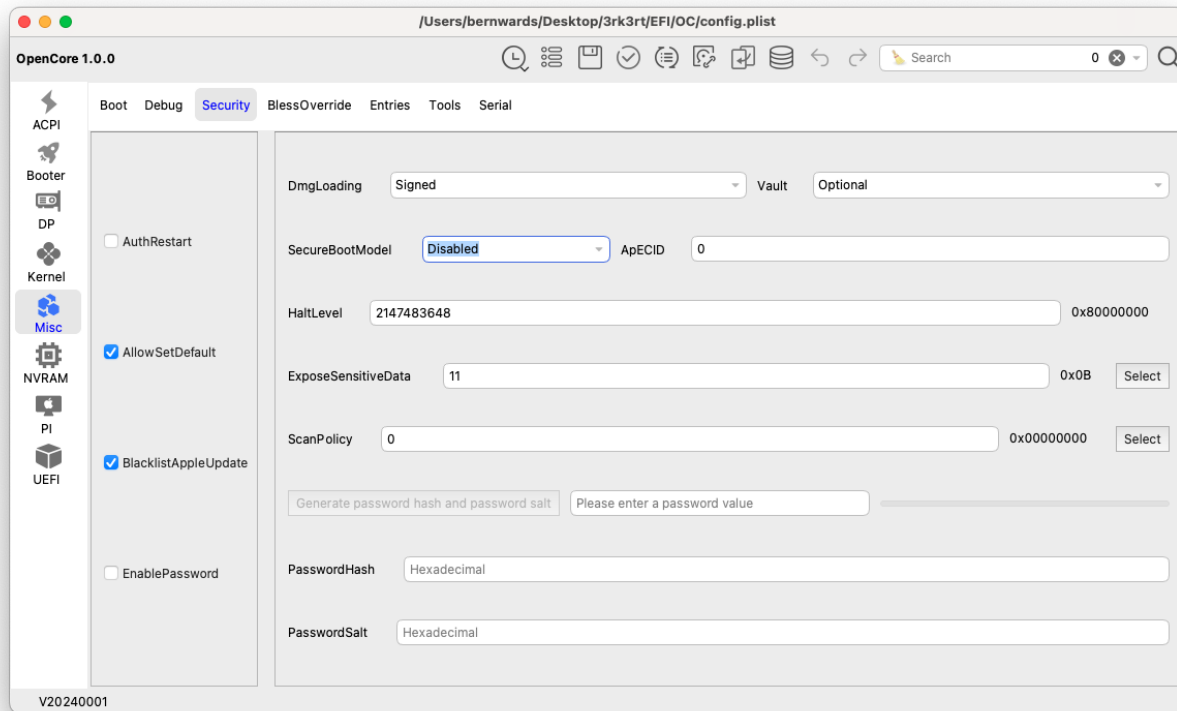 /Users/bernwards/Desktop/3rk3rt/EFI/OC/config.plist
OpenCore 1.0.0
Search 0
ACPI
Booter
DP
Kernel
Misc
NVRAM
PI
UEFI
Boot Debug Security BlessOverride Entries Tools Serial
AuthRestart
AllowSetDefault
BlacklistAppleUpdate
EnablePassword
DmgLoading Signed Vault Optional
SecureBootModel Disabled ApECID 0
HaltLevel 2147483648 0x80000000
ExposeSensitiveData 11 0x0B Select
ScanPolicy 0 0x00000000 Select
Generate password hash and password salt Please enter a password value
PasswordHash Hexadecimal
PasswordSalt Hexadecimal
V20240001